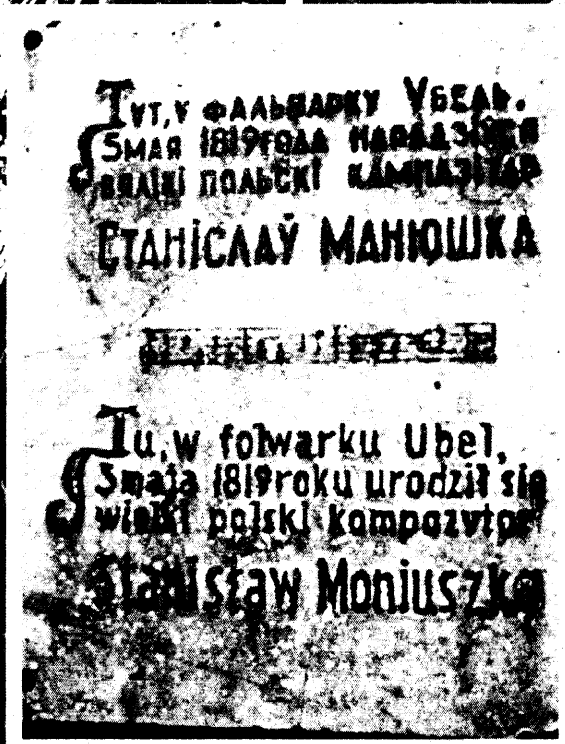 Тут, у фальварку Убель,
5 мая 1819 года нарадзіўся
вялікі польскі кампазітар
Станіслаў Манюшка
Tu, w folwarku Ubel,
5 maja 1819 roku urodził się
wielki polski kompozytor
Stanisław Moniuszko